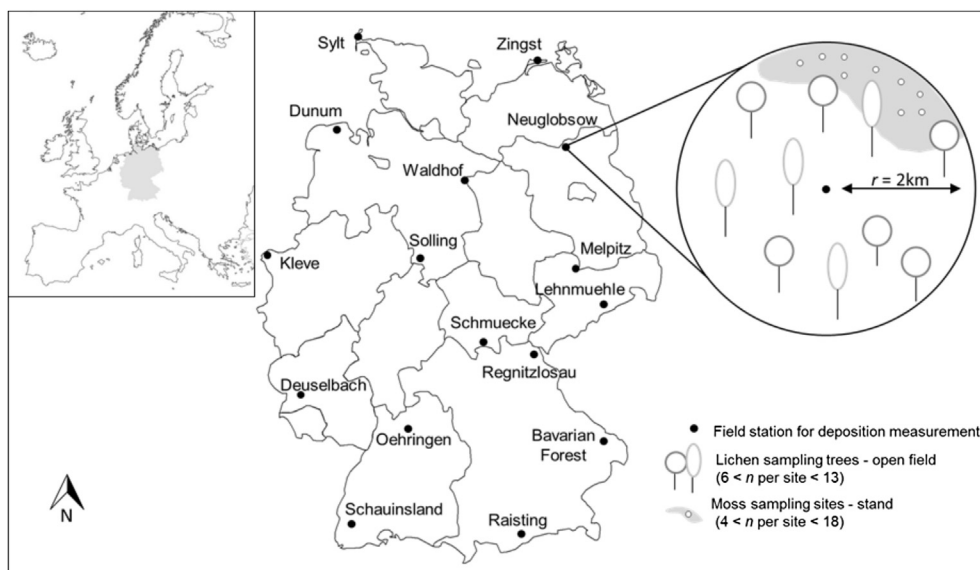 Sylt
Zingst
Dunum
Neuglobsow
Waldhof
r = 2km
Solling
Kleve
Melpitz
Lehnmuehle
Schmuecke
Regnitzlosau
Deuselbach
Oehringen
Bavarian
Forest
Schauinsland
Raisting
N
Field station for deposition measurement
Lichen sampling trees - open field
(6 < n per site < 13)
Moss sampling sites - stand
(4 < n per site < 18)